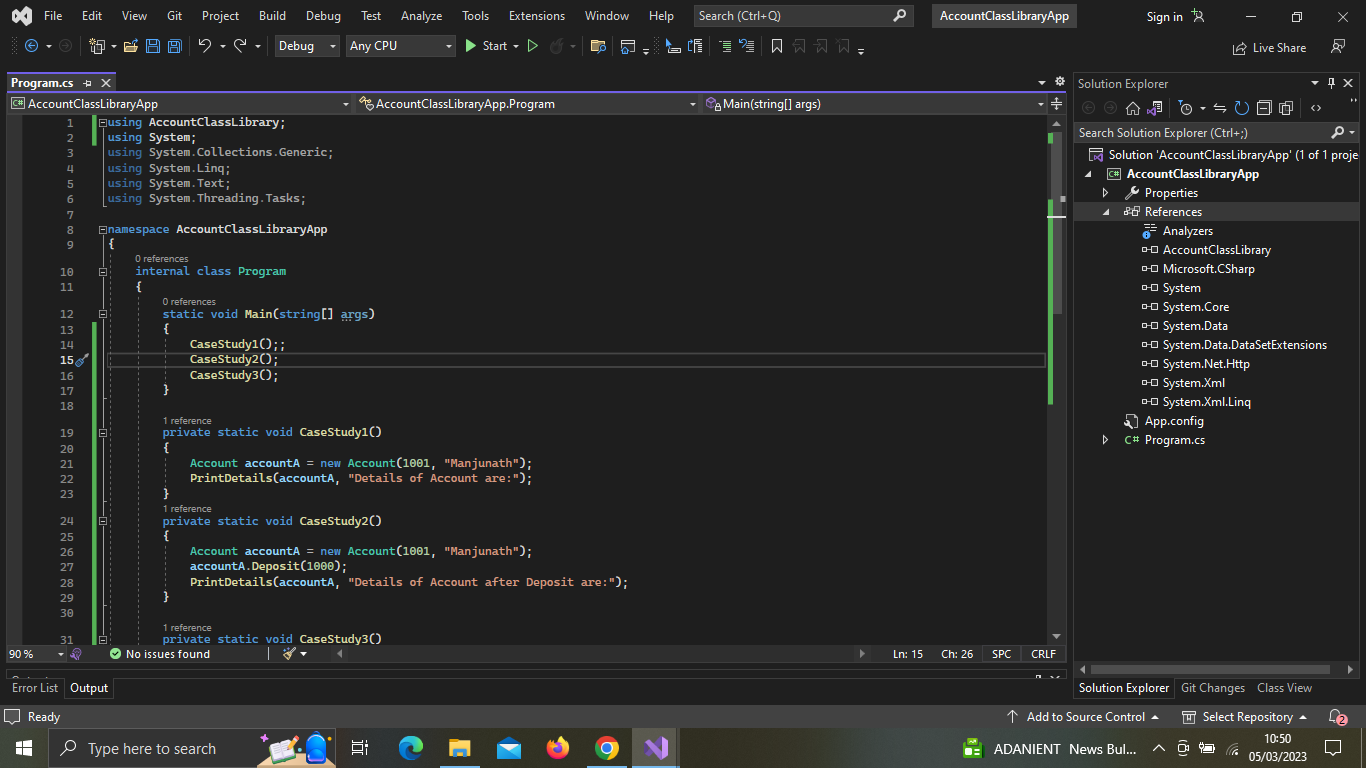 File Edit View Git Project Build Debug Test Analyze Tools Extensions Window Help Search (Ctrl+Q) AccountClassLibraryApp Sign in
Debug Any CPU Start Live Share
Program.cs
AccountClassLibraryApp AccountClassLibraryApp.Program Main(string[] args)
1 using AccountClassLibrary;
2 using System;
3 using System.Collections.Generic;
4 using System.Linq;
5 using System.Text;
6 using System.Threading.Tasks;
7
8 namespace AccountClassLibraryApp
9 {
0 references
10 internal class Program
11 {
0 references
12 static void Main(string[] args)
13 {
14 CaseStudy1();;
15 CaseStudy2();
16 CaseStudy3();
17 }
18
1 reference
19 private static void CaseStudy1()
20 {
21 Account accountA = new Account(1001, "Manjunath");
22 PrintDetails(accountA, "Details of Account are:");
23 }
1 reference
24 private static void CaseStudy2()
25 {
26 Account accountA = new Account(1001, "Manjunath");
27 accountA.Deposit(1000);
28 PrintDetails(accountA, "Details of Account after Deposit are:");
29 }
30
1 reference
31 private static void CaseStudy3()
90 % No issues found Ln: 15 Ch: 26 SPC CRLF
Error List Output
Solution Explorer
Search Solution Explorer (Ctrl+;)
Solution 'AccountClassLibraryApp' (1 of 1 proje
AccountClassLibraryApp
Properties
References
Analyzers
AccountClassLibrary
Microsoft.CSharp
System
System.Core
System.Data
System.Data.DataSetExtensions
System.Net.Http
System.Xml
System.Xml.Linq
App.config
C# Program.cs
Solution Explorer Git Changes Class View
Ready Add to Source Control Select Repository 2
Type here to search ADANIENT News Bul... 10:50
05/03/2023